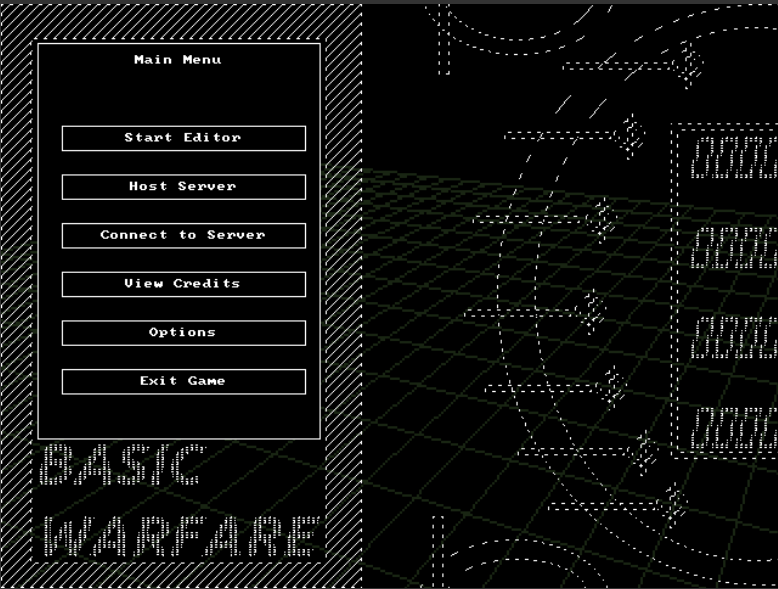 Main Menu
Start Editor
Host Server
Connect to Server
View Credits
Options
Exit Game
BASIC
WARFARE